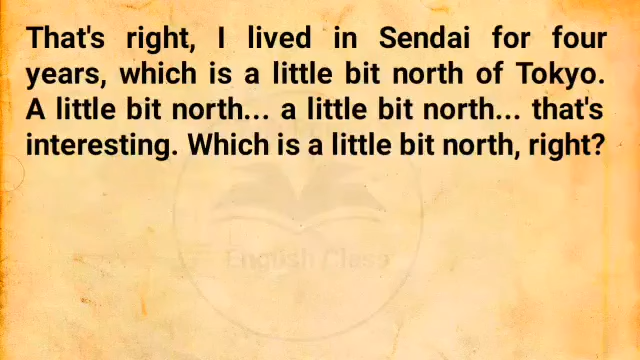 That's right, I lived in Sendai for four
years, which is a little bit north of Tokyo.
A little bit north... a little bit north... that's
interesting. Which is a little bit north, right?
English Class